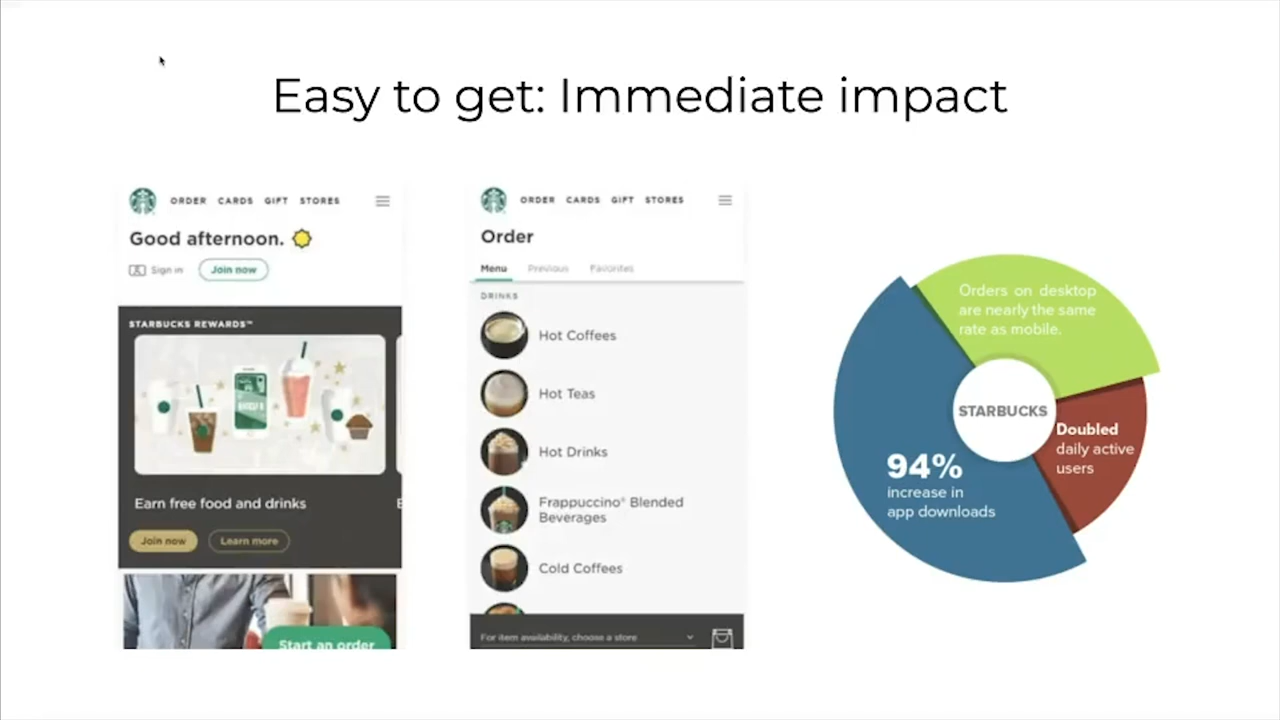 Easy to get: Immediate impact
ORDER CARDS GIFT STORES
Good afternoon.
Sign in
Join now
STARBUCKS REWARDS™
Earn free food and drinks
Join now
Learn more
Start an order
ORDER CARDS GIFT STORES
Order
Menu Previous Favorites
DRINKS
Hot Coffees
Hot Teas
Hot Drinks
Frappuccino® Blended
Beverages
Cold Coffees
For item availability, choose a store
Orders on desktop
are nearly the same
rate as mobile.
STARBUCKS
Doubled
daily active
users
94%
increase in
app downloads